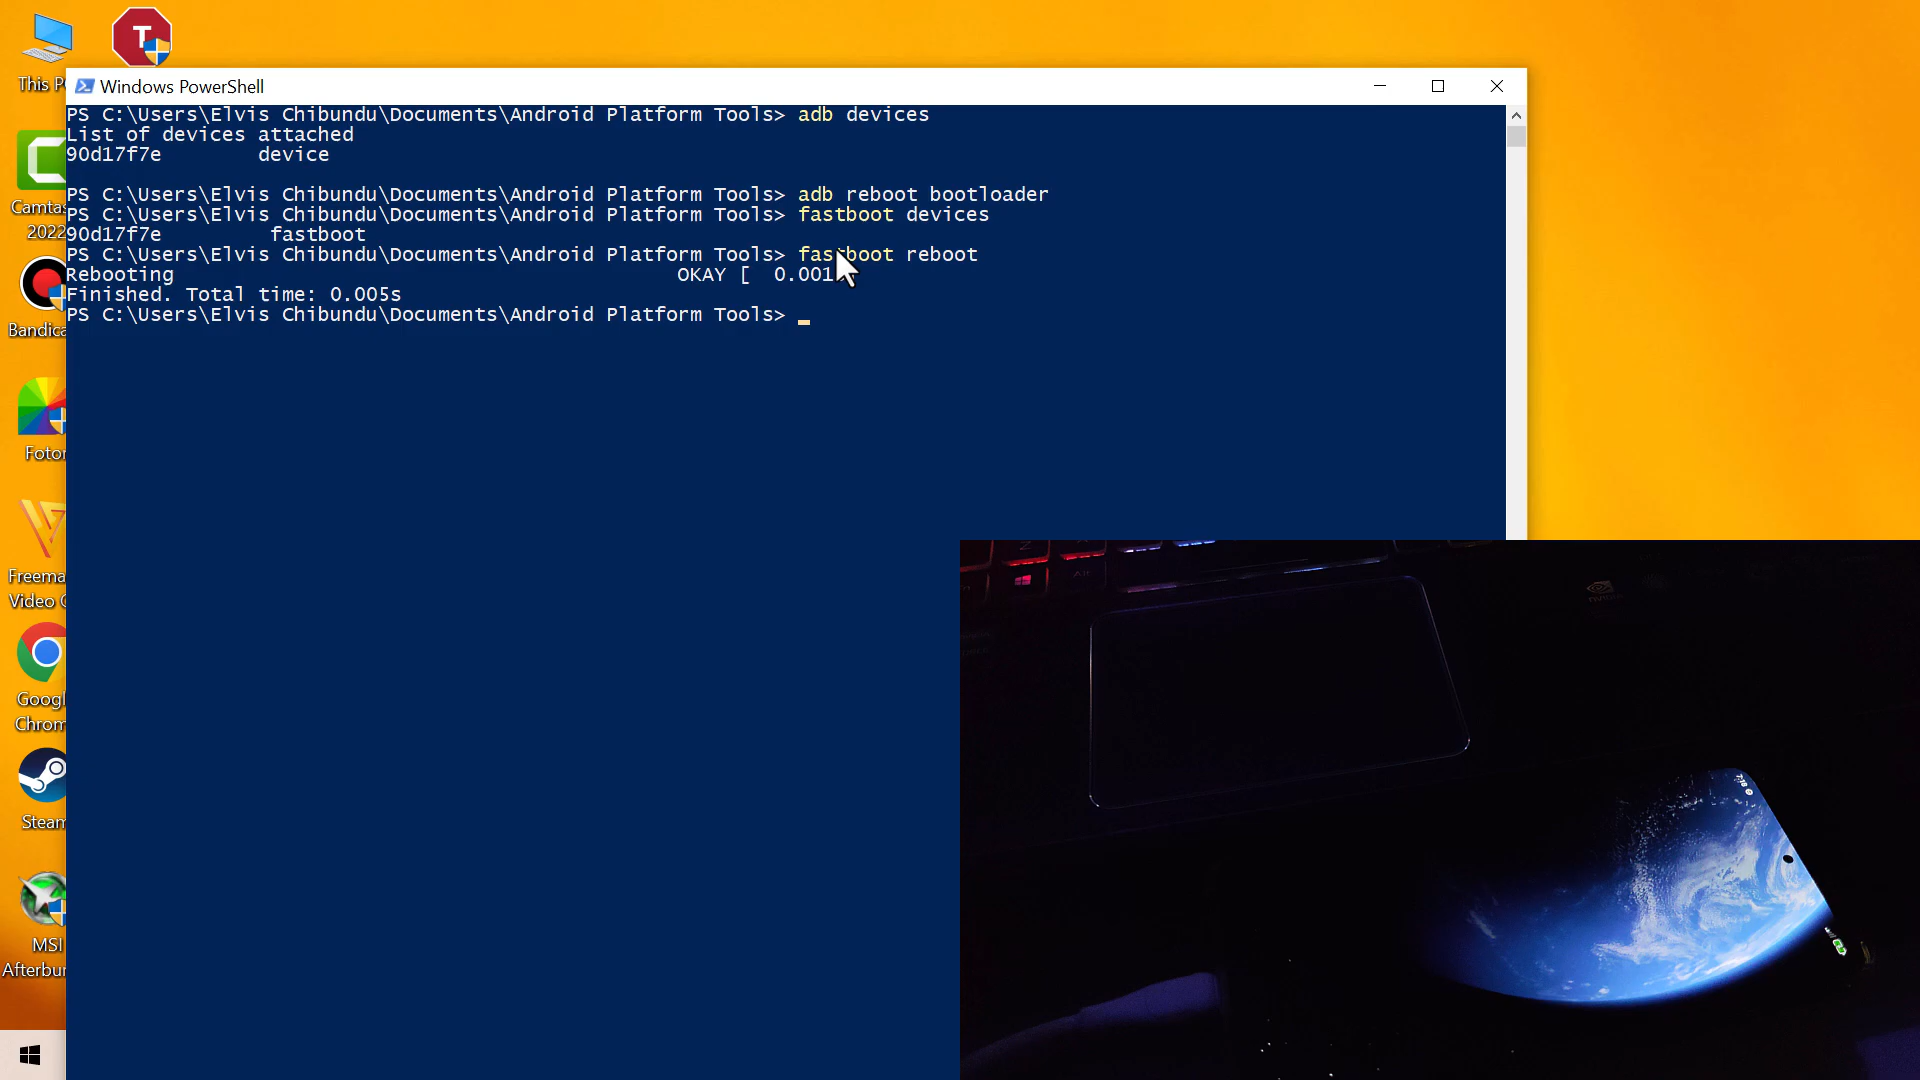 T
This P
Windows PowerShell
PS C:\Users\Elvis Chibundu\Documents\Android Platform Tools> adb devices
List of devices attached
90d17f7e device
PS C:\Users\Elvis Chibundu\Documents\Android Platform Tools> adb reboot bootloader
PS C:\Users\Elvis Chibundu\Documents\Android Platform Tools> fastboot devices
90d17f7e fastboot
PS C:\Users\Elvis Chibundu\Documents\Android Platform Tools> fastboot reboot
Rebooting OKAY [ 0.001
Finished. Total time: 0.005s
PS C:\Users\Elvis Chibundu\Documents\Android Platform Tools>
Camtas
2022
Bandica
Fotor
Freema
Video C
Googl
Chrom
Steam
MSI
Afterbur
Z
Alt
NVIDIA
7:18